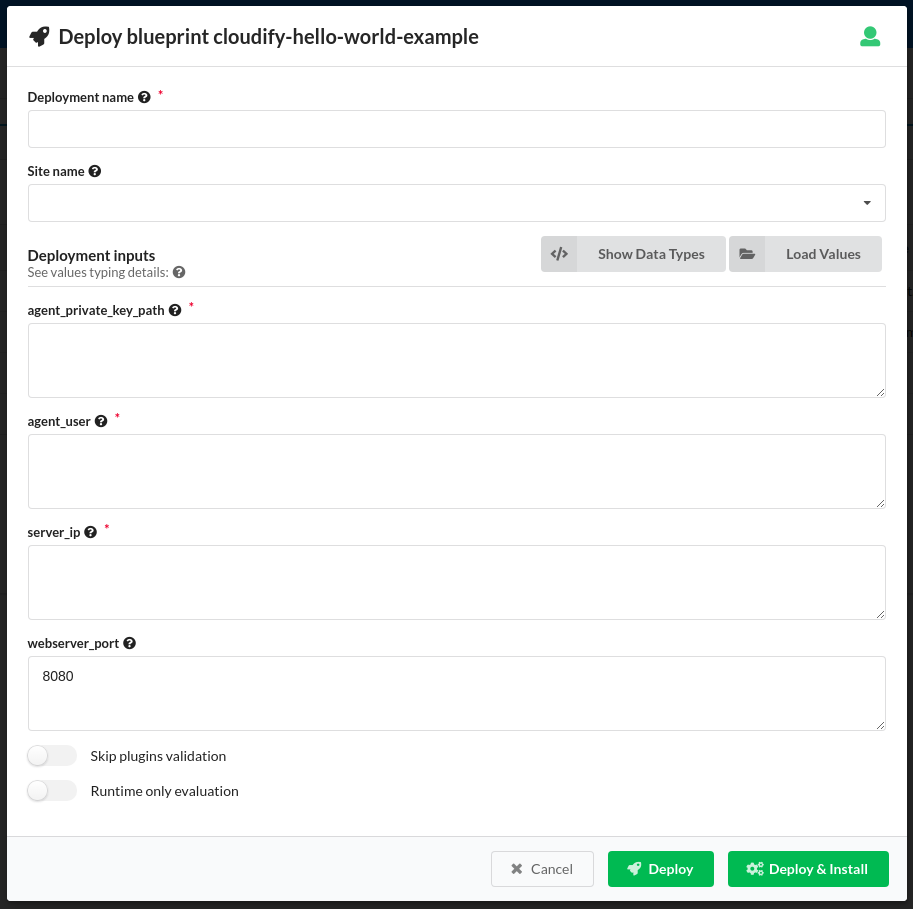 Deploy blueprint cloudify-hello-world-example
Deployment name ? *
Site name ?
Deployment inputs
See values typing details: ?
</> Show Data Types
Load Values
agent_private_key_path ? *
agent_user ? *
server_ip ? *
webserver_port ?
8080
Skip plugins validation
Runtime only evaluation
Cancel
Deploy
Deploy & Install